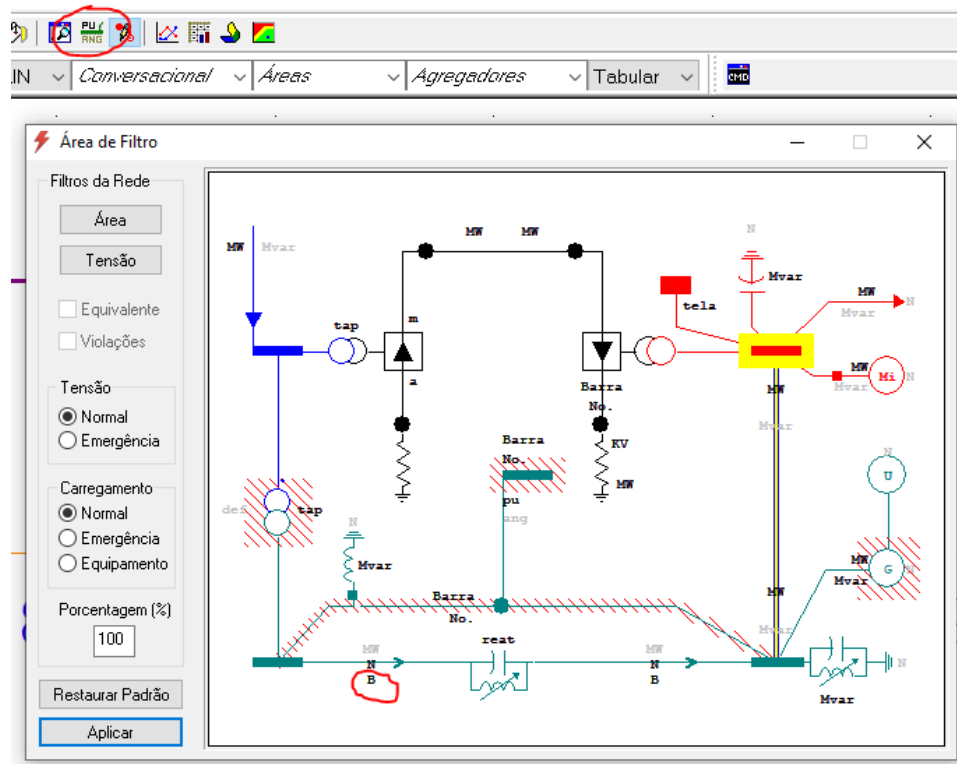 PU
ANG
IN
Conversacional
Áreas
Agregadores
Tabular
CMD
Área de Filtro
Filtros da Rede
Área
Tensão
Equivalente
Violações
Tensão
Normal
Emergência
Carregamento
Normal
Emergência
Equipamento
Porcentagem (%)
100
Restaurar Padrão
Aplicar
MW
Mvar
MW
MW
tap
m
a
Barra
No.
KV
MW
N
Mvar
tela
MW
Mvar
N
MW
Mvar
Mi
N
MW
Mvar
def
tap
Barra
No.
pu
ang
N
Mvar
Barra
No.
N
U
MW
Mvar
G
N
MW
Mvar
MW
N
B
reat
MW
N
B
Mvar
N